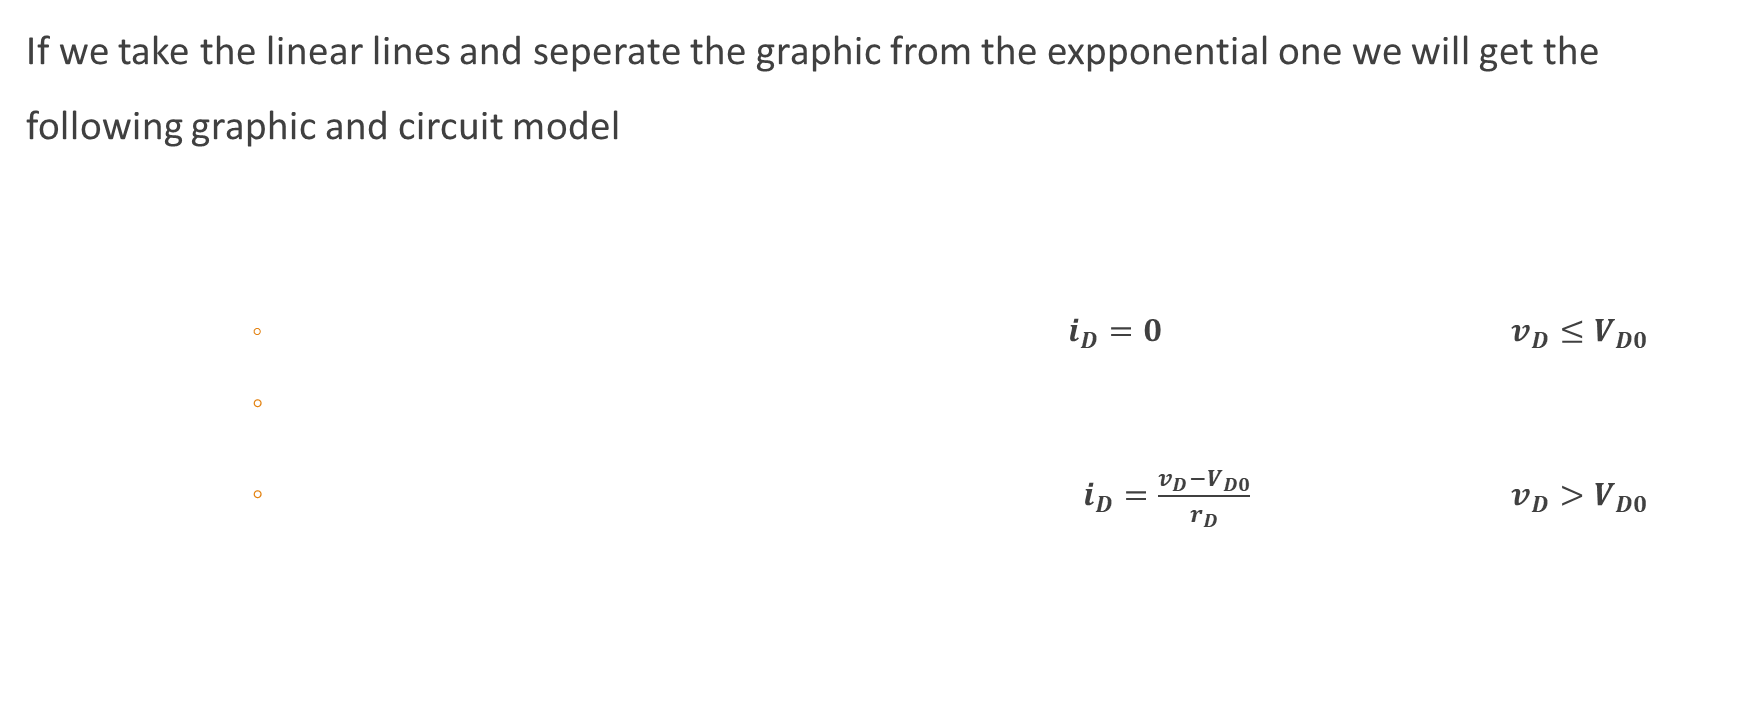 If we take the linear lines and seperate the graphic from the expponential one we will get the
following graphic and circuit model
i_D = 0 v_D ≤ V_D0
i_D = (v_D−V_D0)/r_D v_D > V_D0